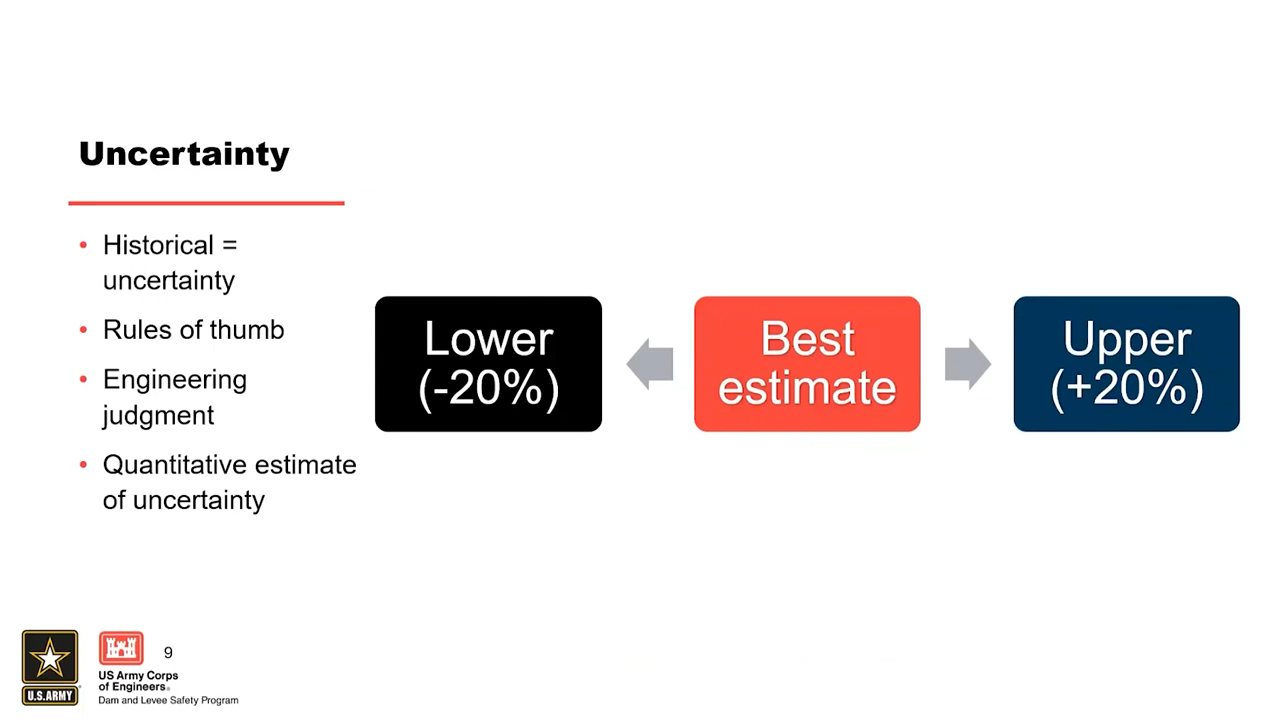 Uncertainty
• Historical =
uncertainty
• Rules of thumb
• Engineering
judgment
• Quantitative estimate
of uncertainty
Lower
(-20%)
Best
estimate
Upper
(+20%)
U.S.ARMY
9
US Army Corps
of Engineers®
Dam and Levee Safety Program